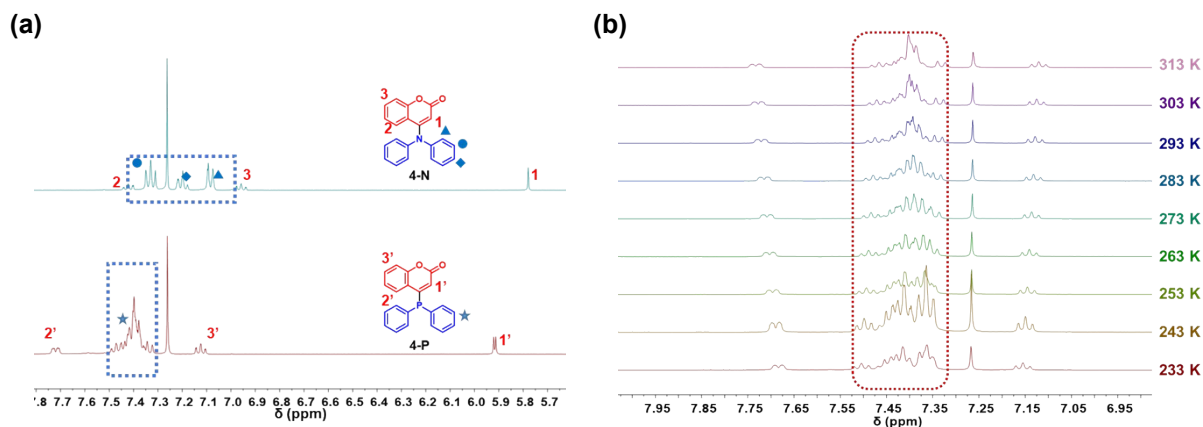 (a)
3
O
O
1
2
N
4-N
2
3
1
3'
O
O
1'
2'
P
4-P
2'
3'
1'
7.8 7.7 7.6 7.5 7.4 7.3 7.2 7.1 7.0 6.9 6.8 6.7 6.6 6.5 6.4 6.3 6.2 6.1 6.0 5.9 5.8 5.7
δ (ppm)
(b)
313 K
303 K
293 K
283 K
273 K
263 K
253 K
243 K
233 K
7.95 7.85 7.75 7.65 7.55 7.45 7.35 7.25 7.15 7.05 6.95
δ (ppm)